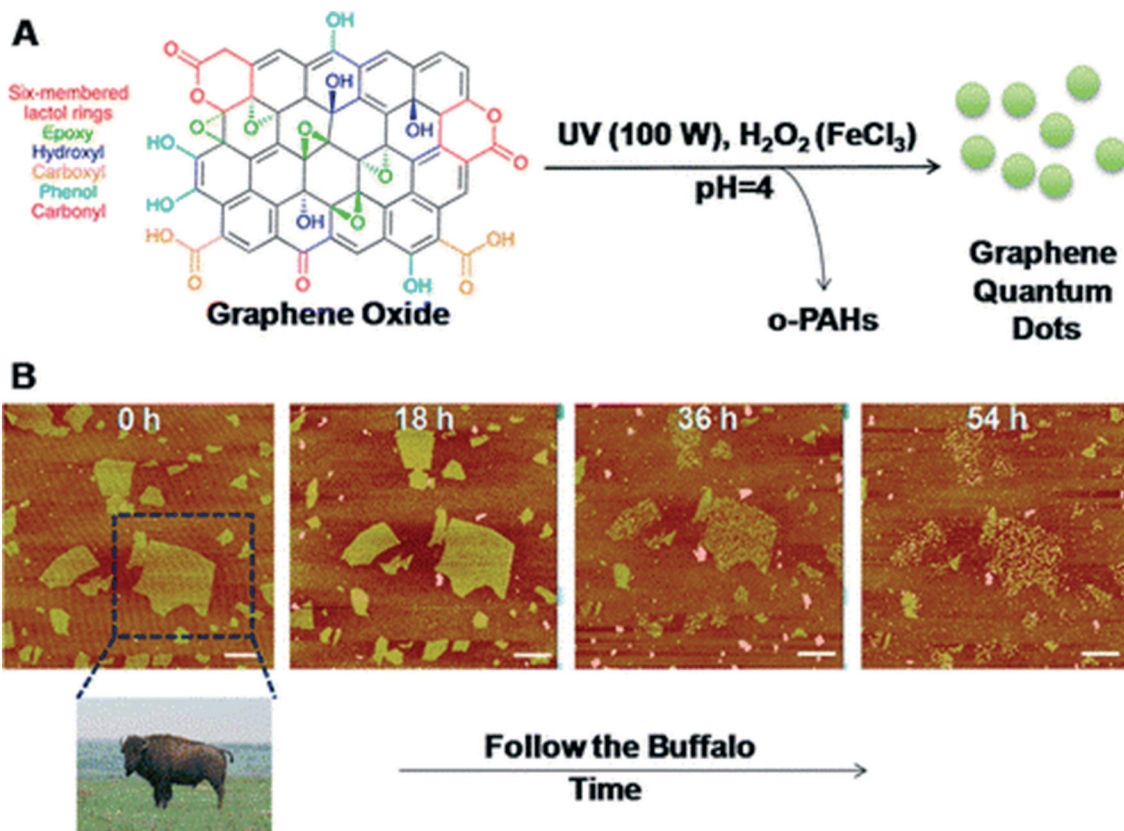 A
Six-membered
lactol rings
Epoxy
Hydroxyl
Carboxyl
Phenol
Carbonyl
OH
O
O
OH
OH
O
O
O
O
O
O
O
HO
HO
OH
HO
O
O
OH
O
OH
Graphene Oxide
UV (100 W), H₂O₂ (FeCl₃)
pH=4
o-PAHs
Graphene
Quantum
Dots
B
0 h
18 h
36 h
54 h
Follow the Buffalo
Time